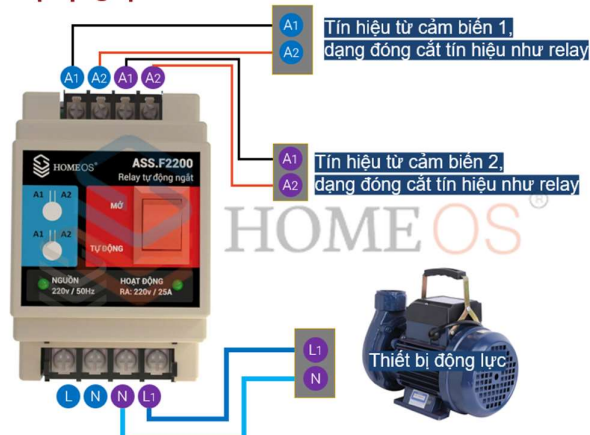 A1
Tín hiệu từ cảm biến 1,
A2
dạng đóng cắt tín hiệu như relay
A1 A2 A1 A2
HOMEOS®
ASS.F2200
Relay tự động ngắt
A1 A2
MỞ
A1 A2
TỰ ĐỘNG
NGUỒN
220v / 50Hz
HOẠT ĐỘNG
RA: 220v / 25A
A1
Tín hiệu từ cảm biến 2,
A2
dạng đóng cắt tín hiệu như relay
HOMEOS®
L1
N
Thiết bị động lực
L N N L1